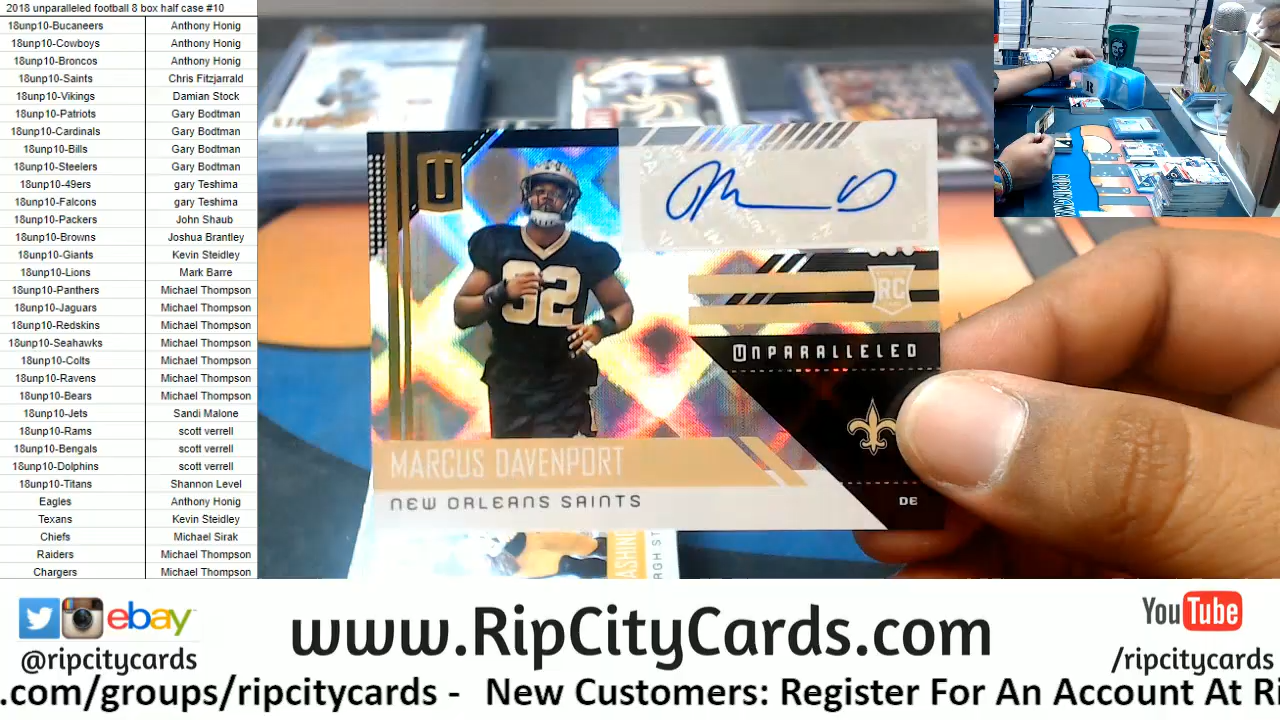 2018 unparalleled football 8 box half case #10
18unp10-Bucaneers Anthony Honig
18unp10-Cowboys Anthony Honig
18unp10-Broncos Anthony Honig
18unp10-Saints Chris Fitzjarrald
18unp10-Vikings Damian Stock
18unp10-Patriots Gary Bodtman
18unp10-Cardinals Gary Bodtman
18unp10-Bills Gary Bodtman
18unp10-Steelers Gary Bodtman
18unp10-49ers gary Teshima
18unp10-Falcons gary Teshima
18unp10-Packers John Shaub
18unp10-Browns Joshua Brantley
18unp10-Giants Kevin Steidley
18unp10-Lions Mark Barre
18unp10-Panthers Michael Thompson
18unp10-Jaguars Michael Thompson
18unp10-Redskins Michael Thompson
18unp10-Seahawks Michael Thompson
18unp10-Colts Michael Thompson
18unp10-Ravens Michael Thompson
18unp10-Bears Michael Thompson
18unp10-Jets Sandi Malone
18unp10-Rams scott verrell
18unp10-Bengals scott verrell
18unp10-Dolphins scott verrell
18unp10-Titans Shannon Level
Eagles Anthony Honig
Texans Kevin Steidley
Chiefs Michael Sirak
Raiders Michael Thompson
Chargers Michael Thompson
U
92
RC
UNPARALLELED
MARCUS DAVENPORT
NEW ORLEANS SAINTS
DE
ebay
@ripcitycards
www.RipCityCards.com
YouTube
/ripcitycards
.com/groups/ripcitycards - New Customers: Register For An Account At Ri